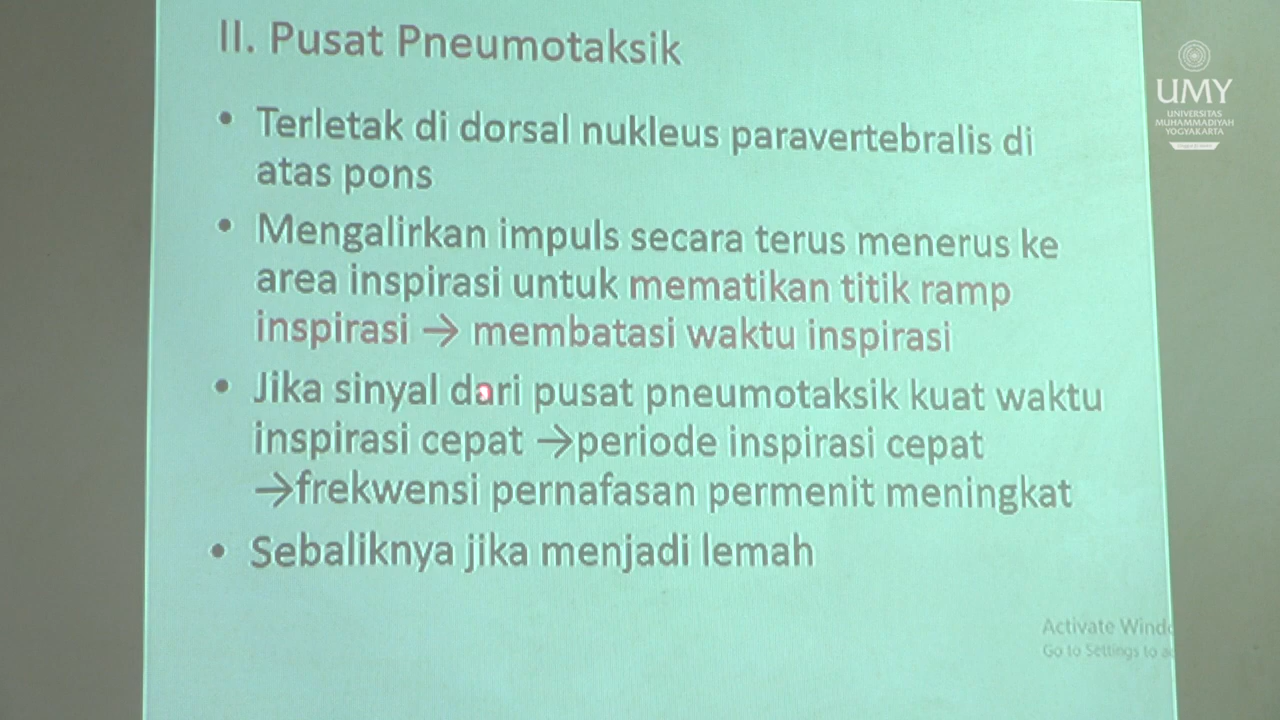 II. Pusat Pneumotaksik
• Terletak di dorsal nukleus paravertebralis di
atas pons
• Mengalirkan impuls secara terus menerus ke
area inspirasi untuk mematikan titik ramp
inspirasi → membatasi waktu inspirasi
• Jika sinyal dari pusat pneumotaksik kuat waktu
inspirasi cepat →periode inspirasi cepat
→frekwensi pernafasan permenit meningkat
• Sebaliknya jika menjadi lemah
UMY
UNIVERSITAS
MUHAMMADIYAH
YOGYAKARTA
Activate Windo
Go to Settings to a